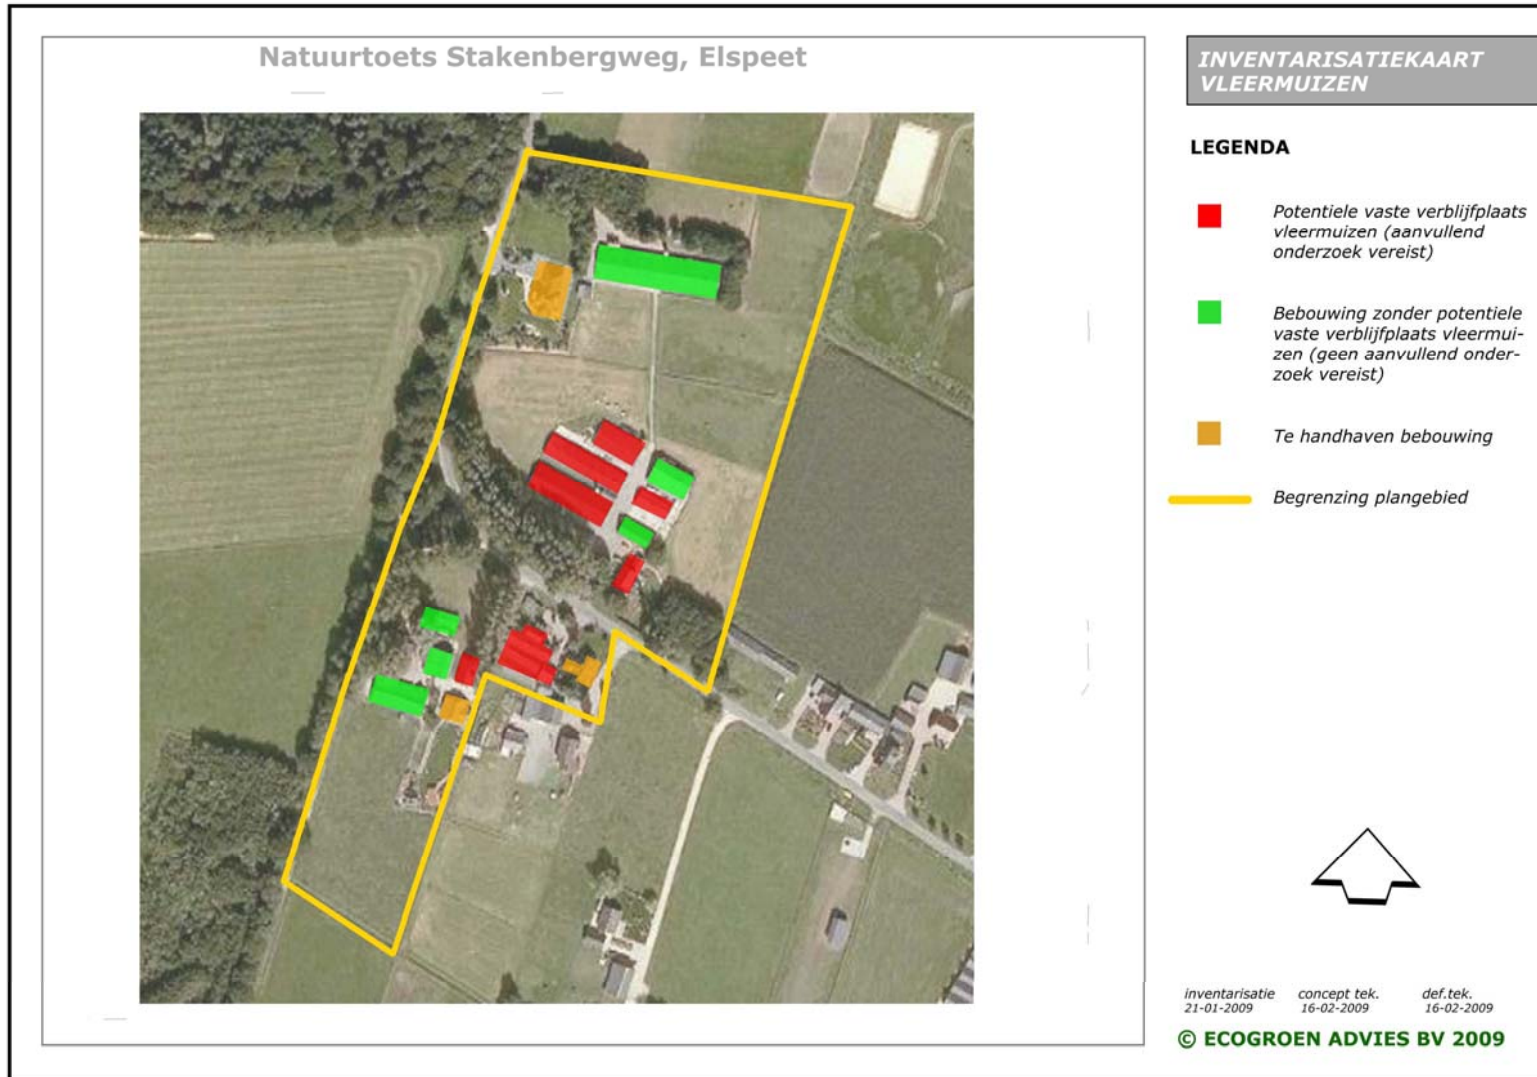 Natuurtoets Stakenbergweg, Elspeet
INVENTARISATIEKAART
VLEERMUIZEN
LEGENDA
Potentiele vaste verblijfplaats
vleermuizen (aanvullend
onderzoek vereist)
Bebouwing zonder potentiele
vaste verblijfplaats vleermui-
zen (geen aanvullend onder-
zoek vereist)
Te handhaven bebouwing
Begrenzing plangebied
inventarisatie concept tek. def.tek.
21-01-2009 16-02-2009 16-02-2009
© ECOGROEN ADVIES BV 2009